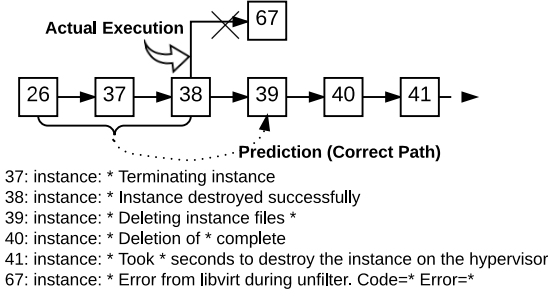 67
Actual Execution
26 37 38 39 40 41
Prediction (Correct Path)
37: instance: * Terminating instance
38: instance: * Instance destroyed successfully
39: instance: * Deleting instance files *
40: instance: * Deletion of * complete
41: instance: * Took * seconds to destroy the instance on the hypervisor
67: instance: * Error from libvirt during unfilter. Code=* Error=*